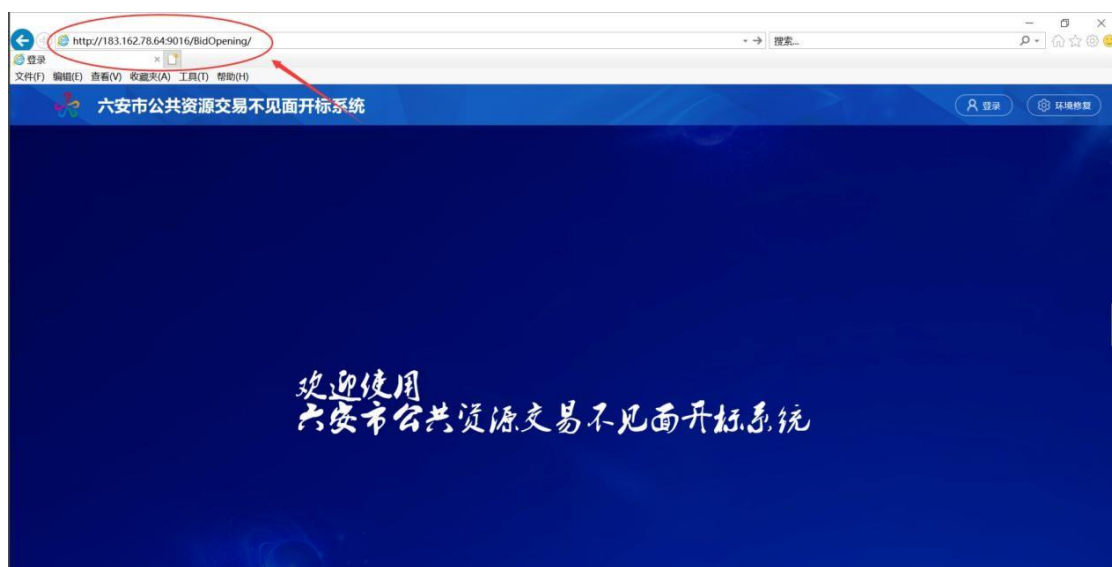 http://183.162.78.64:9016/BidOpening/
搜索...
登录
文件(F) 编辑(E) 查看(V) 收藏夹(A) 工具(T) 帮助(H)
六安市公共资源交易不见面开标系统
登录 环境修复
欢迎使用
六安市公共资源交易不见面开标系统